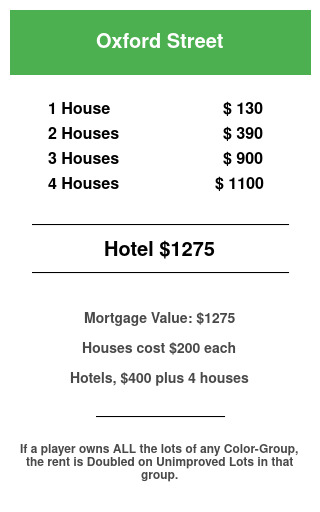 Oxford Street
1 House $ 130
2 Houses $ 390
3 Houses $ 900
4 Houses $ 1100
Hotel $1275
Mortgage Value: $1275
Houses cost $200 each
Hotels, $400 plus 4 houses
If a player owns ALL the lots of any Color-Group,
the rent is Doubled on Unimproved Lots in that
group.